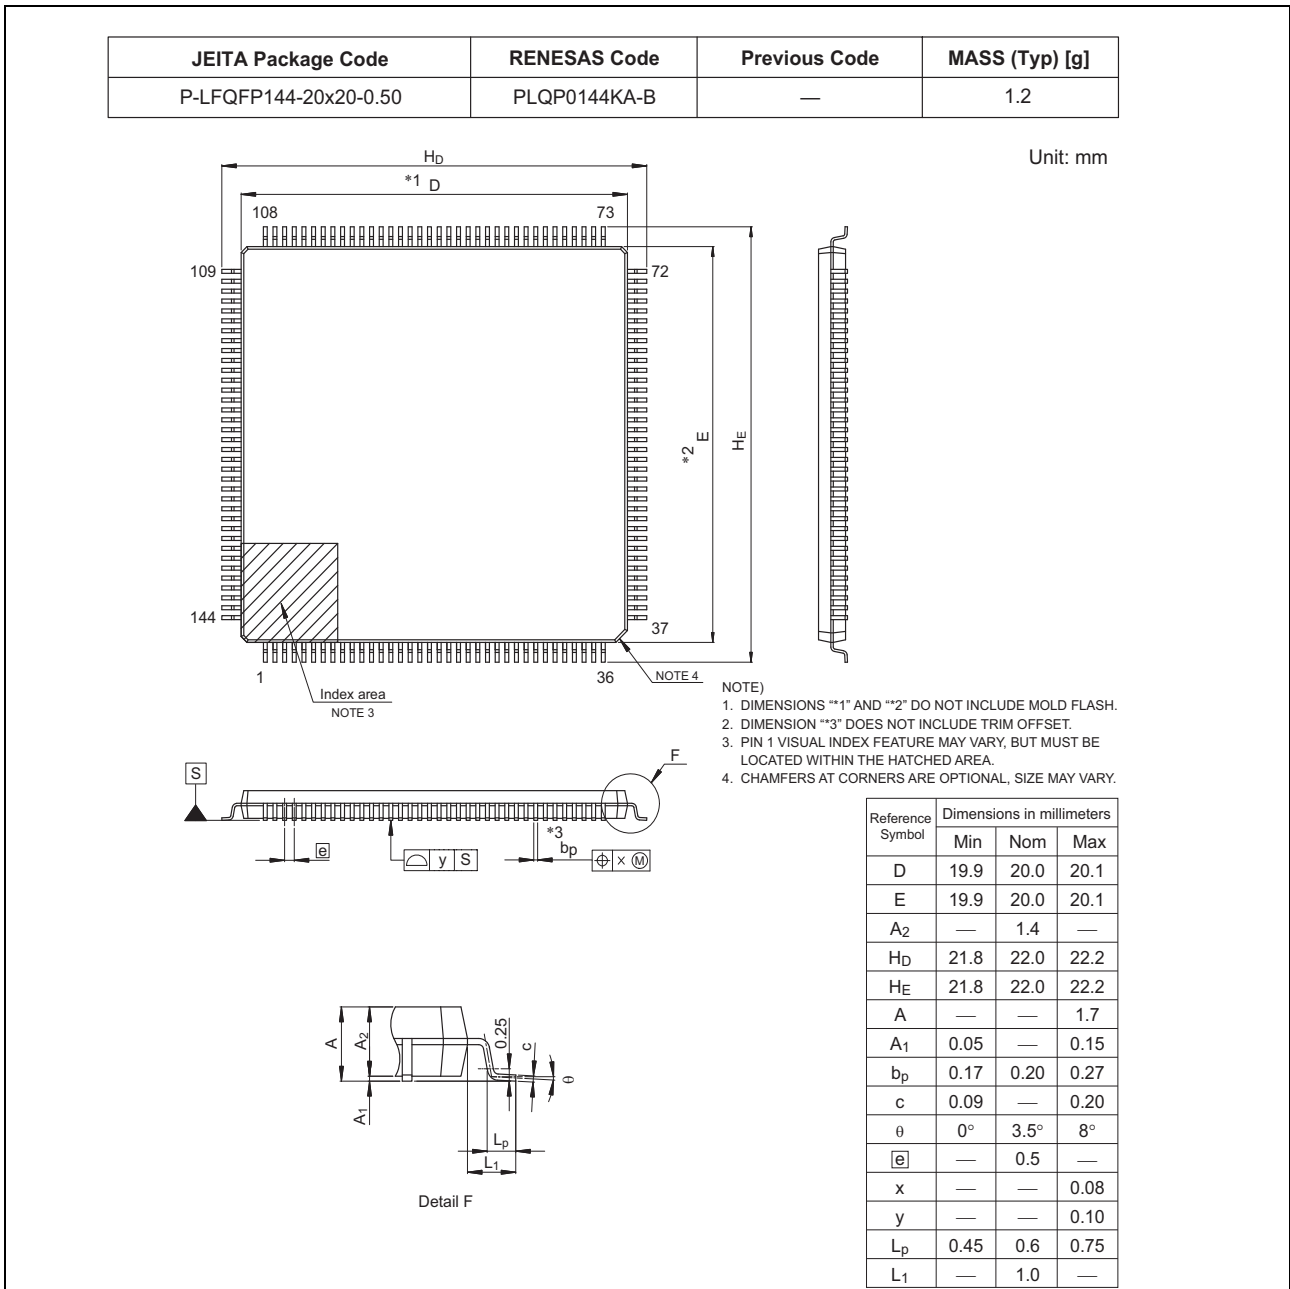 JEITA Package Code RENESAS Code Previous Code MASS (Typ) [g]
P-LFQFP144-20x20-0.50 PLQP0144KA-B — 1.2
Unit: mm
HD
*1 D
108 73
109 72
*2 E
HE
144 37
1 36
NOTE 4
Index area
NOTE 3
NOTE)
1. DIMENSIONS “*1” AND “*2” DO NOT INCLUDE MOLD FLASH.
2. DIMENSION “*3” DOES NOT INCLUDE TRIM OFFSET.
3. PIN 1 VISUAL INDEX FEATURE MAY VARY, BUT MUST BE
LOCATED WITHIN THE HATCHED AREA.
4. CHAMFERS AT CORNERS ARE OPTIONAL, SIZE MAY VARY.
S
F
e
y S
*3
bp
× M
A
A2
A1
0.25
c
θ
Lp
L1
Detail F
Reference Symbol Dimensions in millimeters
Min Nom Max
D 19.9 20.0 20.1
E 19.9 20.0 20.1
A2 — 1.4 —
HD 21.8 22.0 22.2
HE 21.8 22.0 22.2
A — — 1.7
A1 0.05 — 0.15
bp 0.17 0.20 0.27
c 0.09 — 0.20
θ 0° 3.5° 8°
e — 0.5 —
x — — 0.08
y — — 0.10
Lp 0.45 0.6 0.75
L1 — 1.0 —